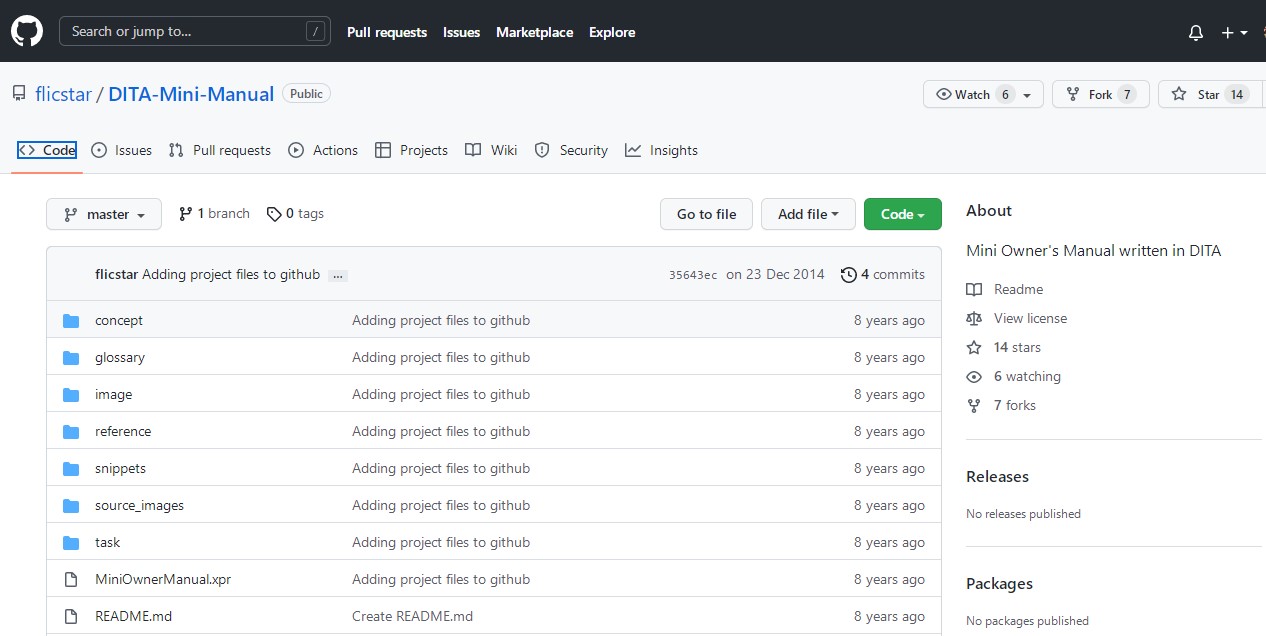 Search or jump to... /
Pull requests Issues Marketplace Explore
flicstar / DITA-Mini-Manual Public
Watch 6 Fork 7 Star 14
Code Issues Pull requests Actions Projects Wiki Security Insights
master 1 branch 0 tags Go to file Add file Code
flicstar Adding project files to github ... 35643ec on 23 Dec 2014 4 commits
concept Adding project files to github 8 years ago
glossary Adding project files to github 8 years ago
image Adding project files to github 8 years ago
reference Adding project files to github 8 years ago
snippets Adding project files to github 8 years ago
source_images Adding project files to github 8 years ago
task Adding project files to github 8 years ago
MiniOwnerManual.xpr Adding project files to github 8 years ago
README.md Create README.md 8 years ago
About
Mini Owner's Manual written in DITA
Readme
View license
14 stars
6 watching
7 forks
Releases
No releases published
Packages
No packages published